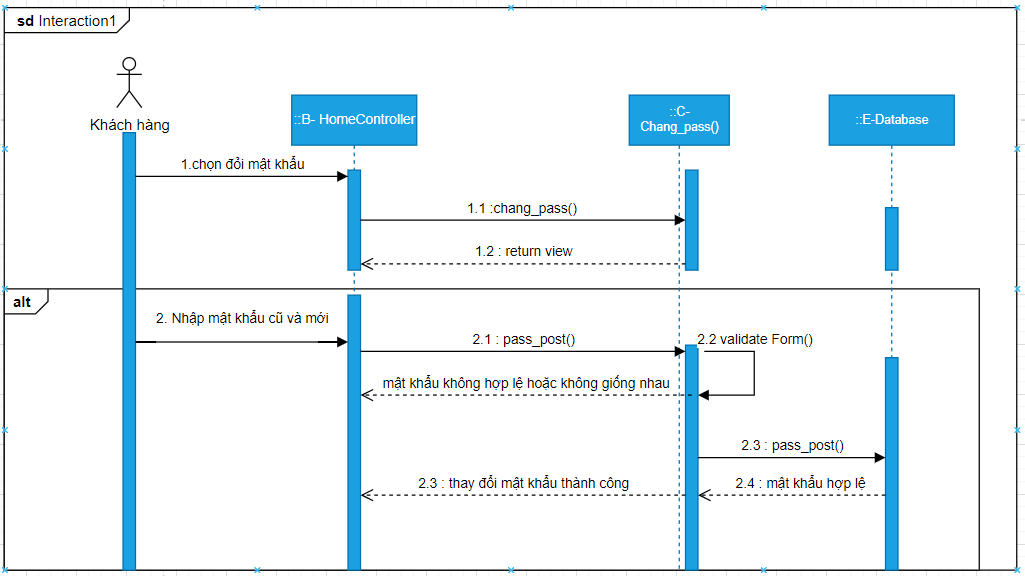 sd Interaction1
Khách hàng
::B- HomeController
::C-
Chang_pass()
::E-Database
1.chọn đổi mật khẩu
1.1 :chang_pass()
1.2 : return view
alt
2. Nhập mật khẩu cũ và mới
2.1 : pass_post()
2.2 validate Form()
mật khẩu không hợp lệ hoặc không giống nhau
2.3 : pass_post()
2.3 : thay đổi mật khẩu thành công
2.4 : mật khẩu hợp lệ